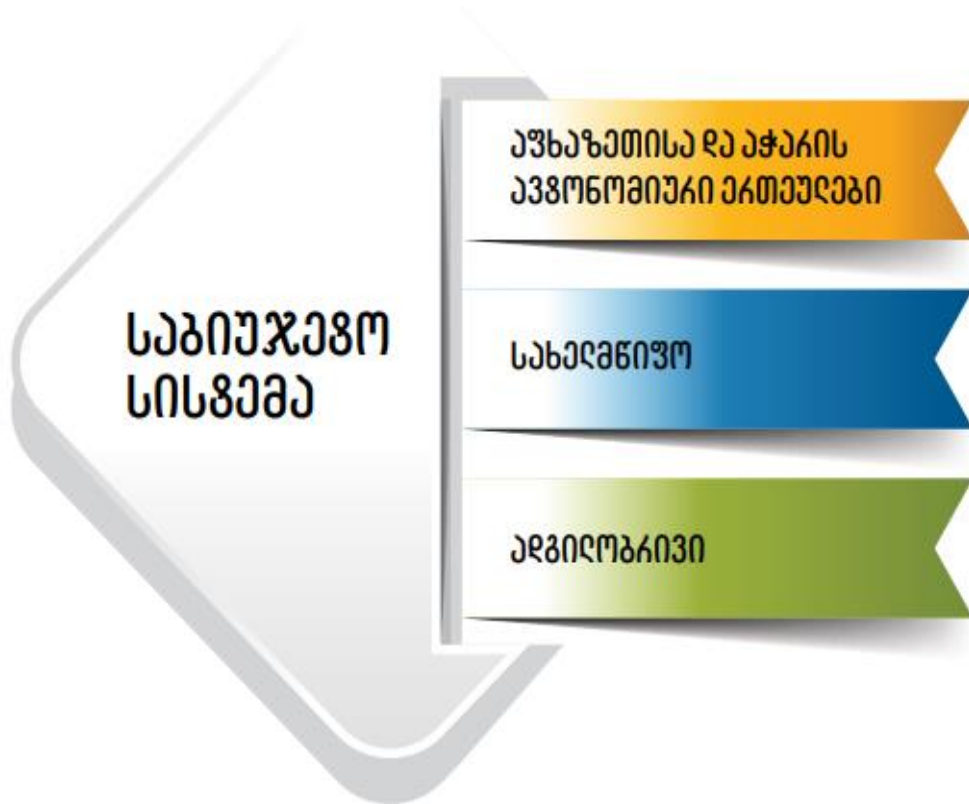 საბიუჯეტო
სისტემა
აფხაზეთისა და აჭარის
ავტონომიური ერთეულები
სახელმწიფო
ადგილობრივი